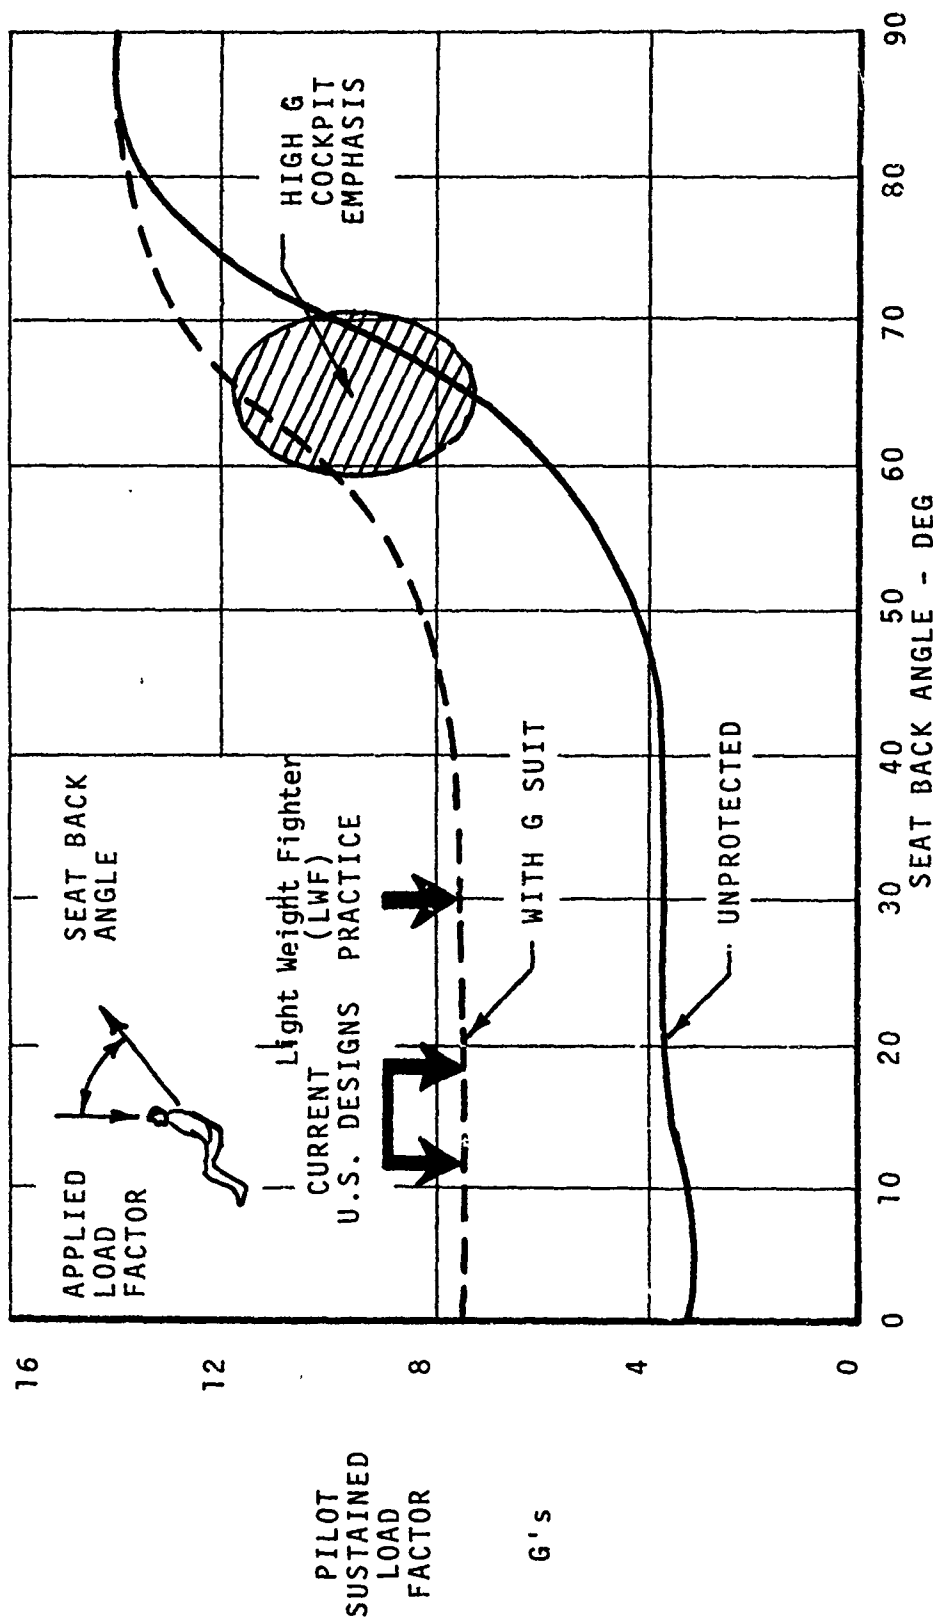 APPLIED
LOAD
FACTOR
SEAT BACK
ANGLE
Light Weight Fighter
(LWF)
CURRENT
U.S. DESIGNS
PRACTICE
HIGH G
COCKPIT
EMPHASIS
WITH G SUIT
UNPROTECTED
PILOT
SUSTAINED
LOAD
FACTOR
G's
16
12
8
4
0
0 10 20 30 40 50 60 70 80 90
SEAT BACK ANGLE - DEG